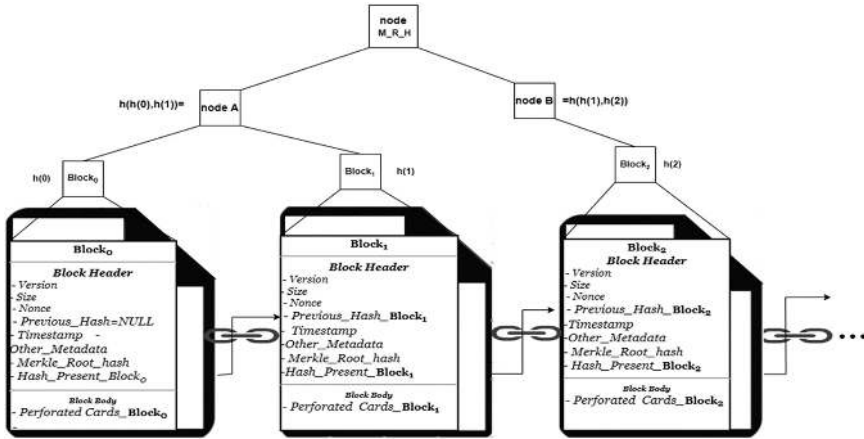 node
M_R_H
h(h(0),h(1))=
node A
node B
=h(h(1),h(2))
h(0)
Block₀
Block₁
h(1)
Block₂
h(2)
Block₀
Block Header
- Version
- Size
- Nonce
- Previous_Hash=NULL
- Timestamp -
Other_Metadata
- Merkle_Root_hash
- Hash_Present_Block₀
Block Body
- Perforated Cards_Block₀
-
Block₁
Block Header
- Version
- Size
- Nonce
- Previous_Hash_Block₁
Timestamp
-Other_Metadata
- Merkle_Root_hash
-Hash_Present_Block₁
Block Body
- Perforated Cards_Block₁
Block₂
Block Header
- Version
- Size
- Nonce
- Previous_Hash_Block₂
Timestamp
- Other_Metadata
- Merkle_Root_hash
- Hash_Present_Block₂
Block Body
- Perforated Cards_Block₂
...